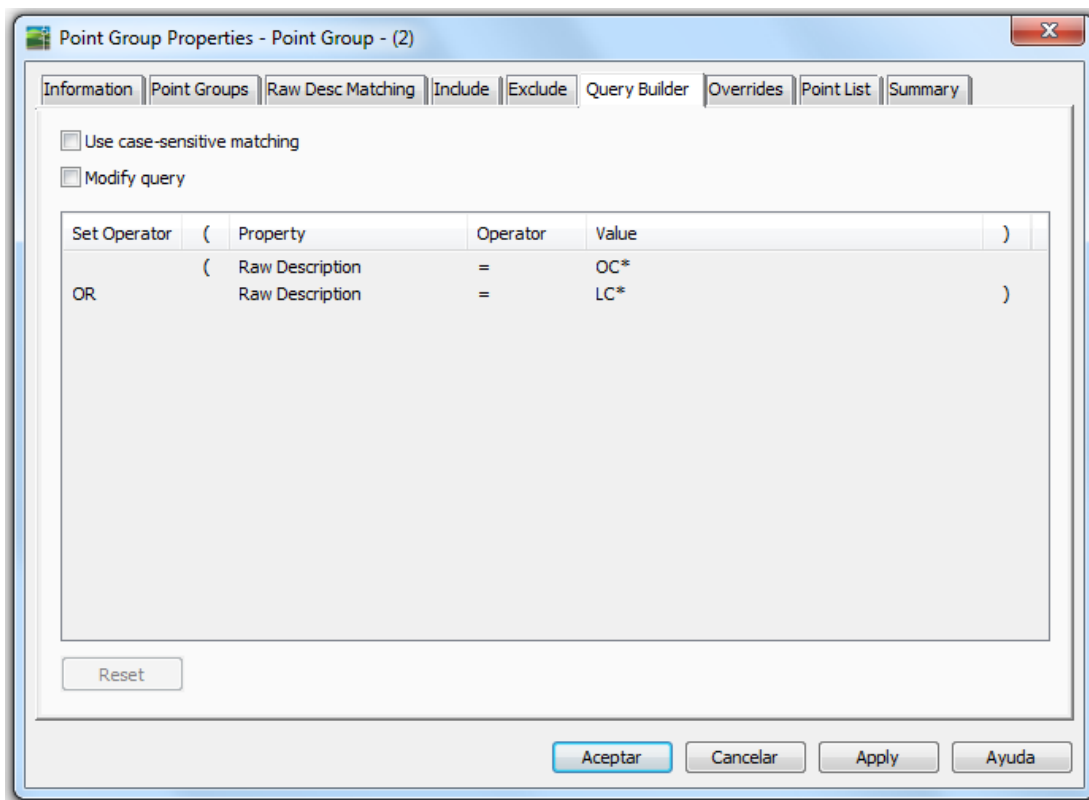 Point Group Properties - Point Group - (2)
Information Point Groups Raw Desc Matching Include Exclude Query Builder Overrides Point List Summary
Use case-sensitive matching
Modify query
Set Operator ( Property Operator Value )
( Raw Description = OC*
OR Raw Description = LC* )
Reset
Aceptar Cancelar Apply Ayuda